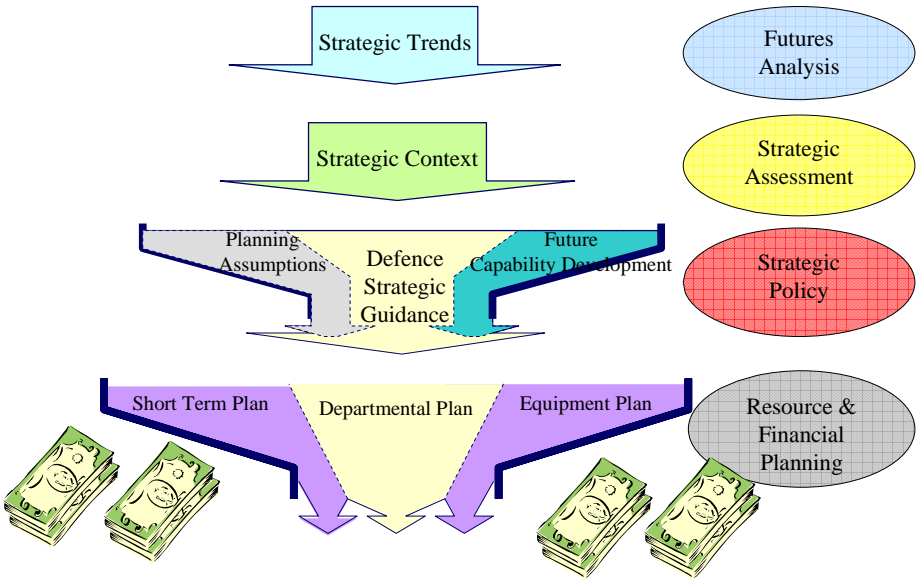 Strategic Trends
Futures
Analysis
Strategic Context
Strategic
Assessment
Planning
Assumptions
Defence
Strategic
Guidance
Future
Capability Development
Strategic
Policy
Short Term Plan
Departmental Plan
Equipment Plan
Resource &
Financial
Planning